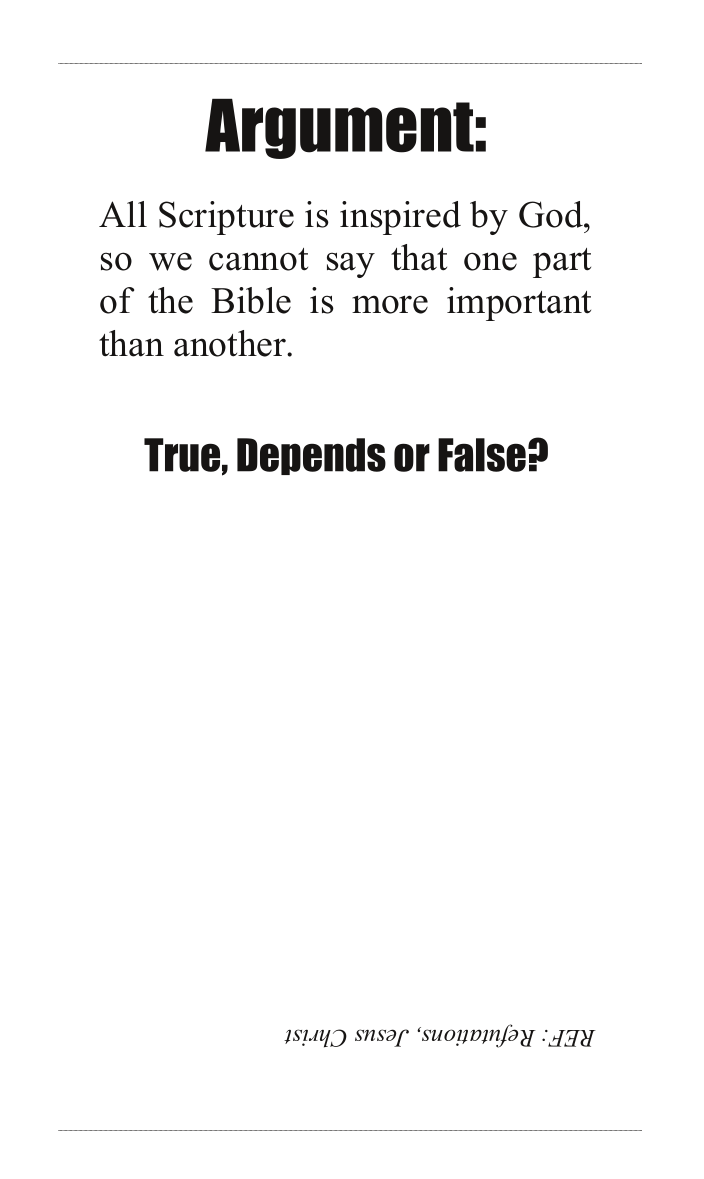 Argument:
All Scripture is inspired by God,
so we cannot say that one part
of the Bible is more important
than another.
True, Depends or False?
REF: Refutations, Jesus Christ